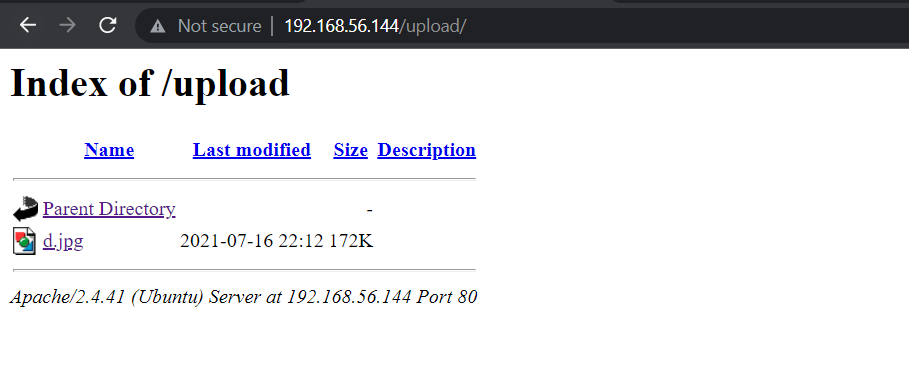 Not secure | 192.168.56.144/upload/
Index of /upload
Name Last modified Size Description
Parent Directory -
d.jpg 2021-07-16 22:12 172K
Apache/2.4.41 (Ubuntu) Server at 192.168.56.144 Port 80